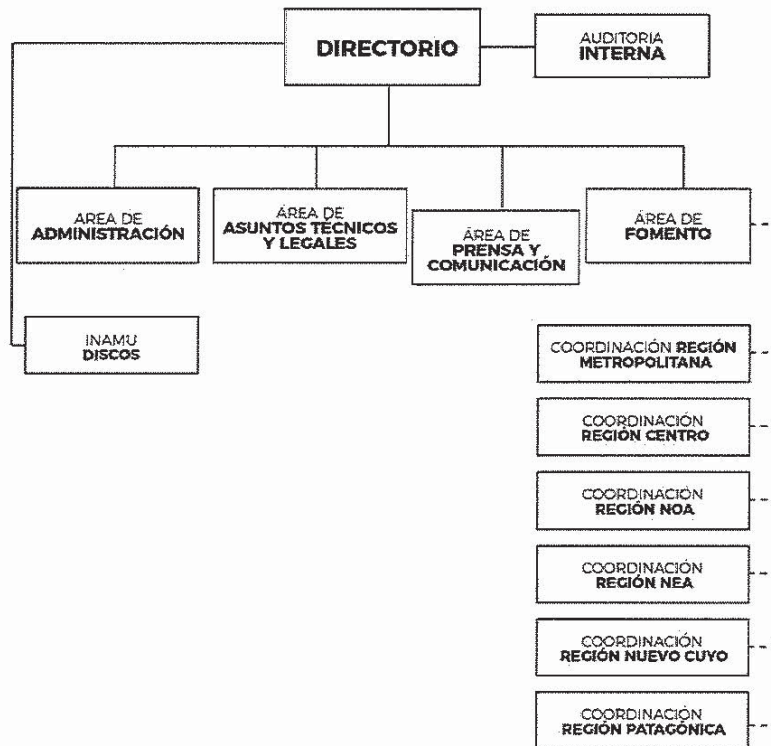 DIRECTORIO
AUDITORIA
INTERNA
AREA DE
ADMINISTRACIÓN
ÁREA DE
ASUNTOS TÉCNICOS
Y LEGALES
ÁREA DE
PRENSA Y
COMUNICACIÓN
ÁREA DE
FOMENTO
INAMU
DISCOS
COORDINACIÓN REGIÓN
METROPOLITANA
COORDINACIÓN
REGIÓN CENTRO
COORDINACIÓN
REGIÓN NOA
COORDINACIÓN
REGIÓN NEA
COORDINACIÓN
REGIÓN NUEVO CUYO
COORDINACIÓN
REGIÓN PATAGÓNICA